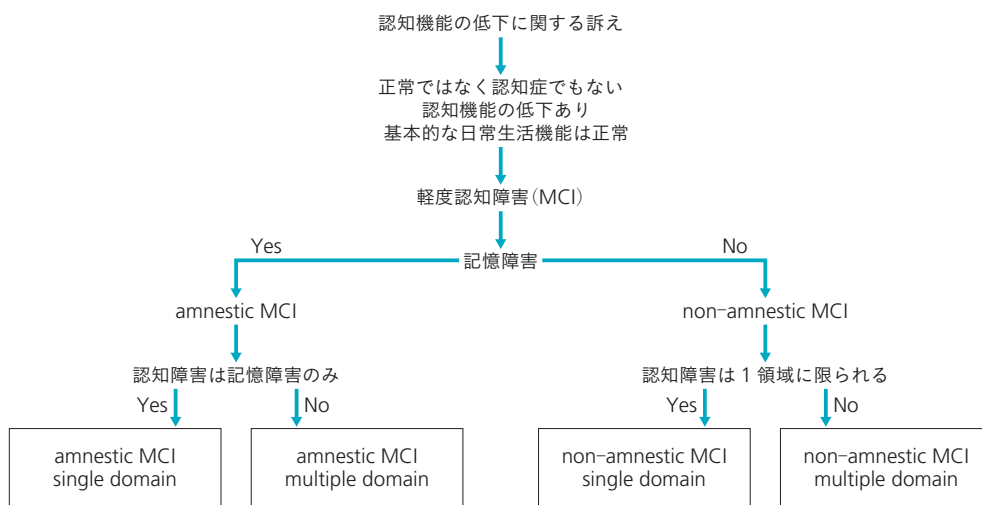 認知機能の低下に関する訴え
正常ではなく認知症でもない
認知機能の低下あり
基本的な日常生活機能は正常
軽度認知障害(MCI)
Yes
記憶障害
No
amnestic MCI
non-amnestic MCI
認知障害は記憶障害のみ
認知障害は1領域に限られる
Yes
No
Yes
No
amnestic MCI
single domain
amnestic MCI
multiple domain
non-amnestic MCI
single domain
non-amnestic MCI
multiple domain